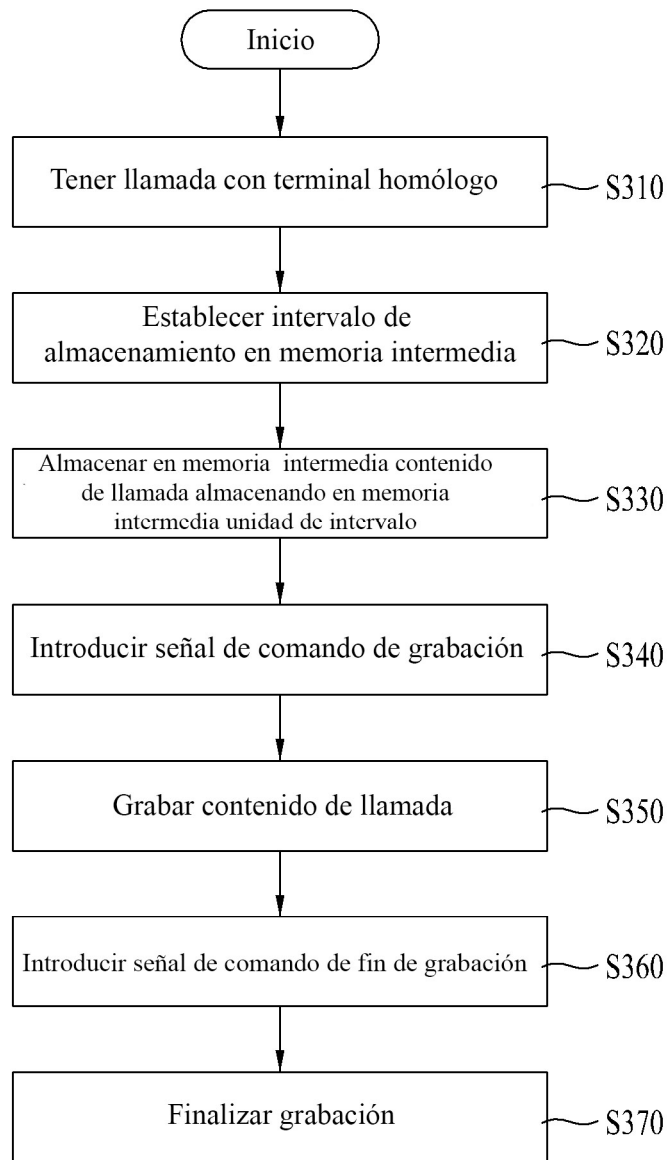 Inicio
Tener llamada con terminal homólogo
S310
Establecer intervalo de
almacenamiento en memoria intermedia
S320
Almacenar en memoria intermedia contenido
de llamada almacenando en memoria
intermedia unidad de intervalo
S330
Introducir señal de comando de grabación
S340
Grabar contenido de llamada
S350
Introducir señal de comando de fin de grabación
S360
Finalizar grabación
S370